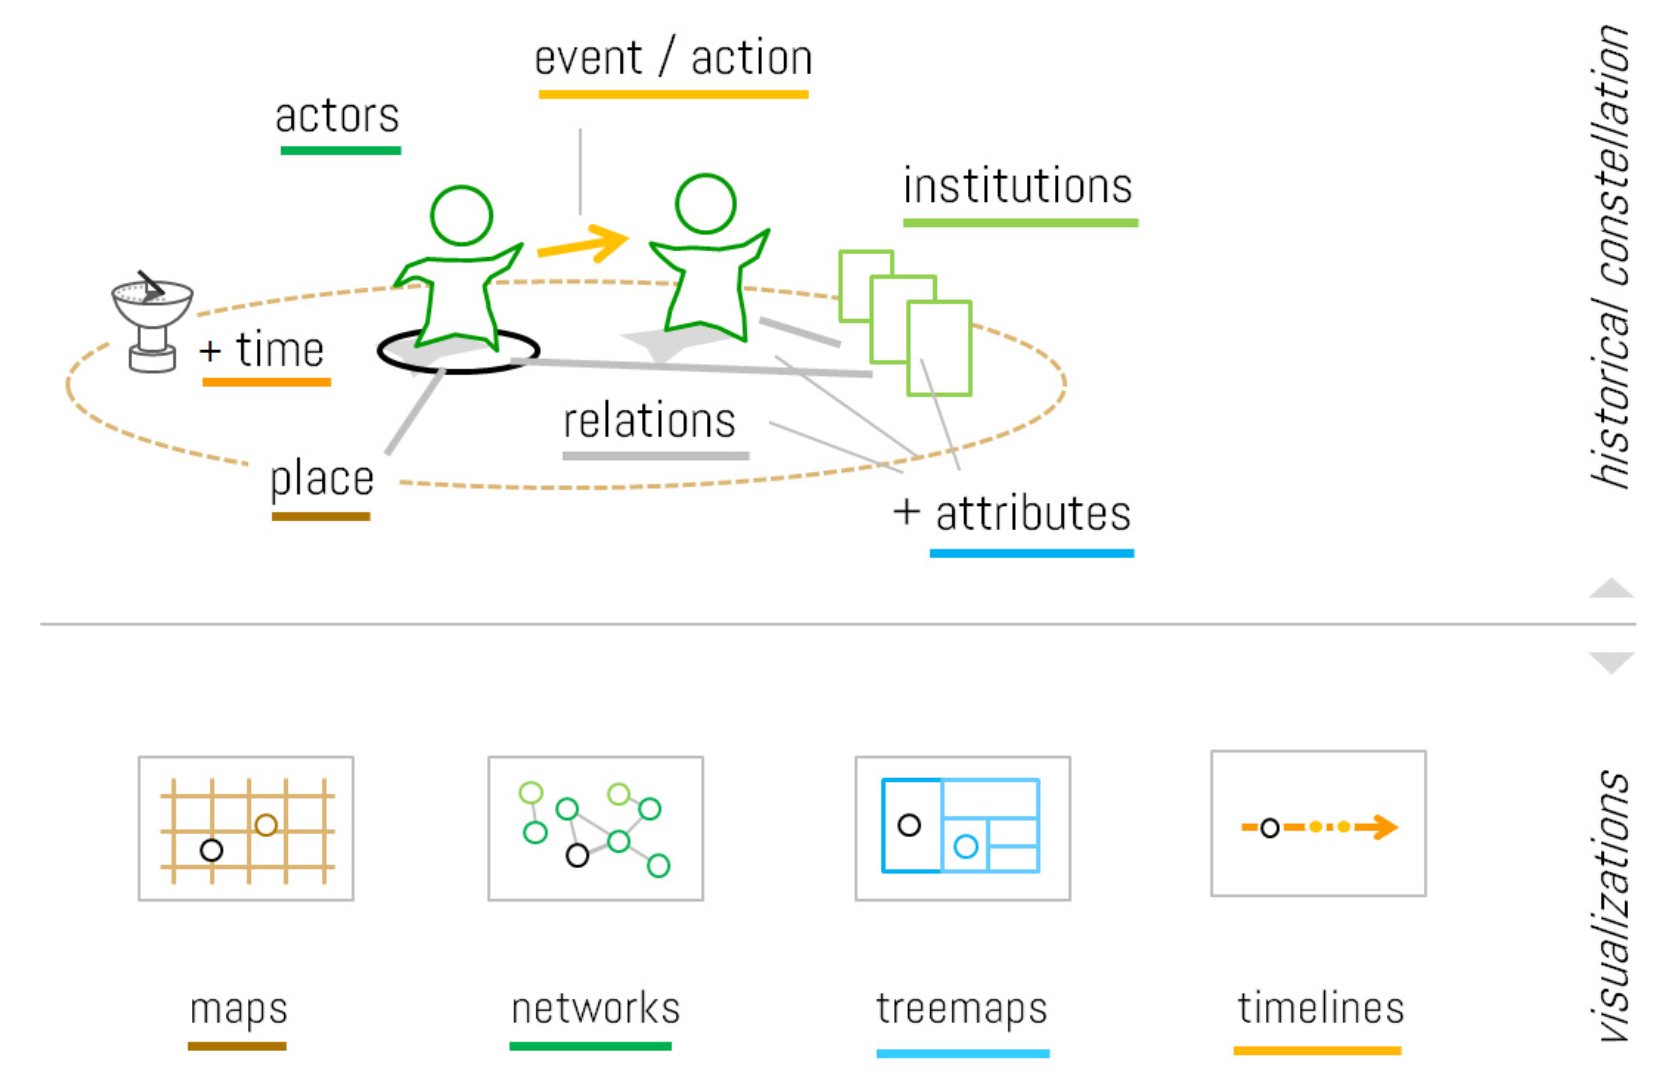 event / action
actors
institutions
+ time
relations
place
+ attributes
historical constellation
visualizations
maps
networks
treemaps
timelines